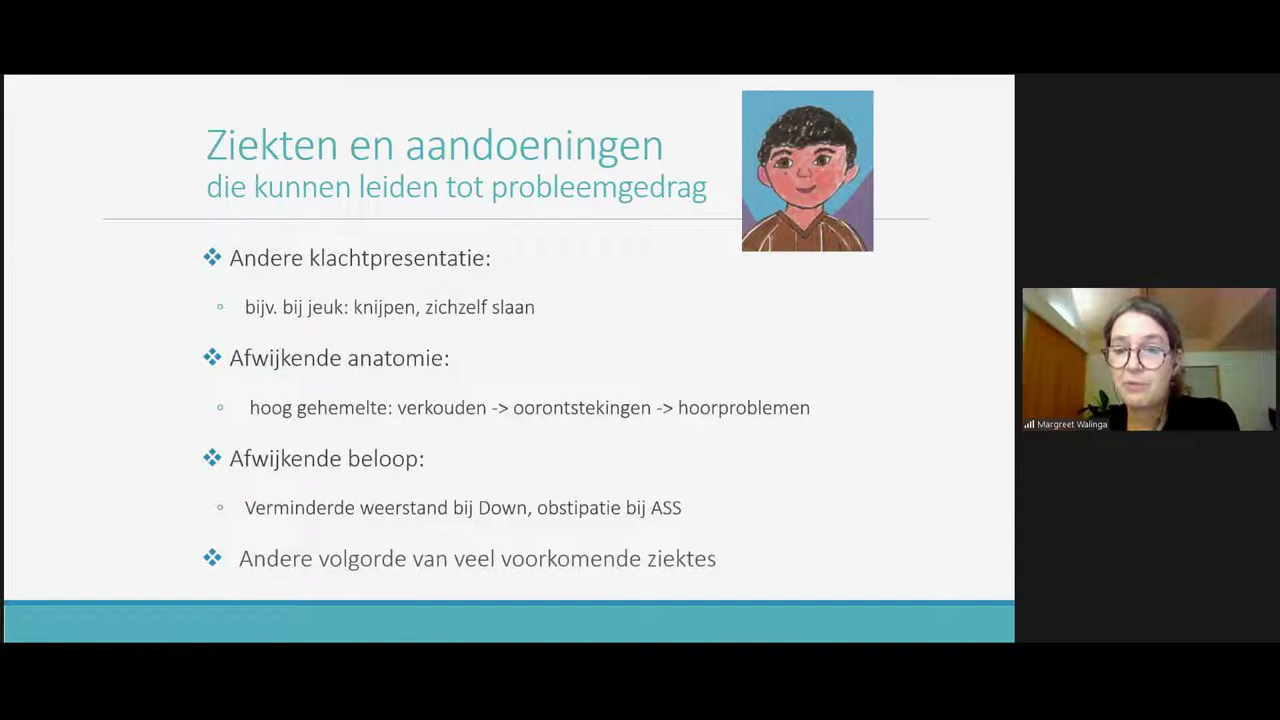 Ziekten en aandoeningen
die kunnen leiden tot probleemgedrag
Andere klachtpresentatie:
bijv. bij jeuk: knijpen, zichzelf slaan
Afwijkende anatomie:
hoog gehemelte: verkouden -> oorontstekingen -> hoorproblemen
Afwijkende beloop:
Verminderde weerstand bij Down, obstipatie bij ASS
Andere volgorde van veel voorkomende ziektes
Margreet Walinga